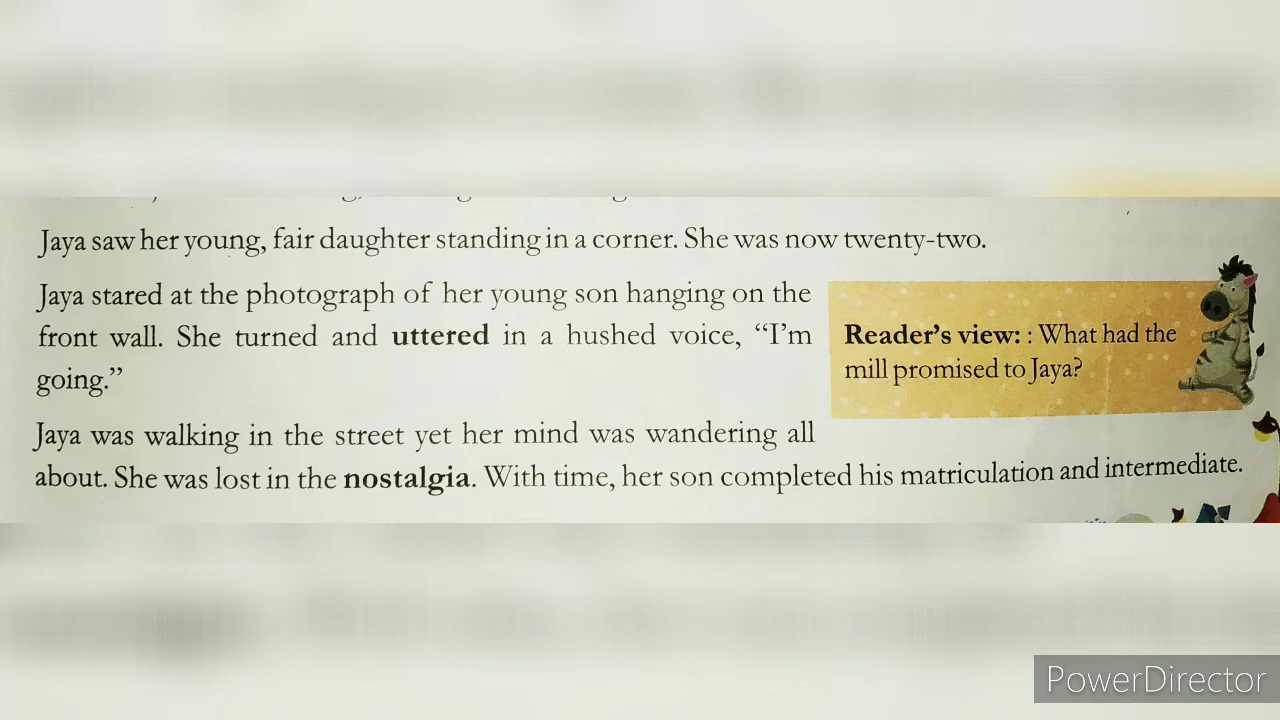 Jaya saw her young, fair daughter standing in a corner. She was now twenty-two.
Jaya stared at the photograph of her young son hanging on the
front wall. She turned and uttered in a hushed voice, “I’m
going.”
Reader’s view: : What had the
mill promised to Jaya?
Jaya was walking in the street yet her mind was wandering all
about. She was lost in the nostalgia. With time, her son completed his matriculation and intermediate.
PowerDirector